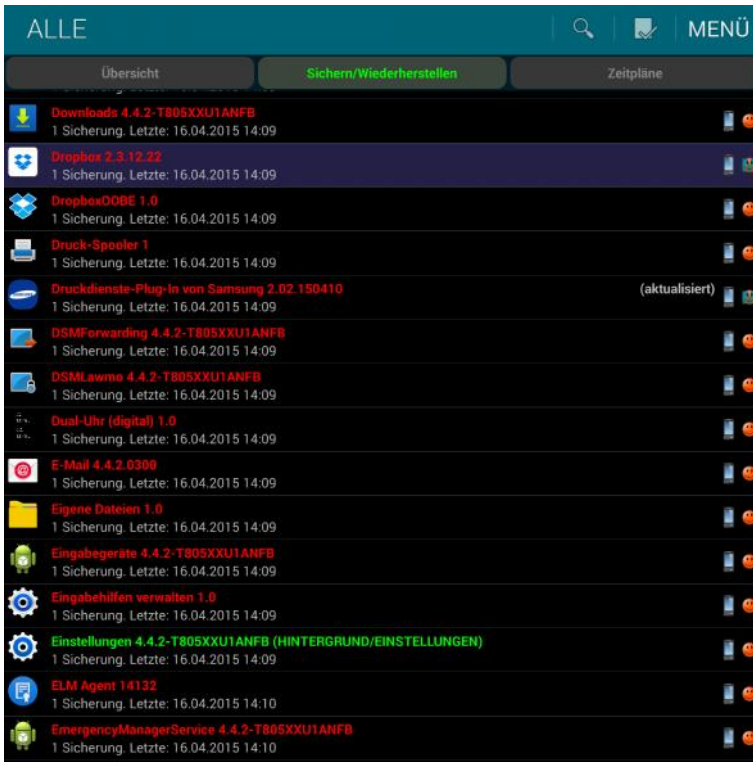 ALLE
MENÜ
Übersicht
Sichern/Wiederherstellen
Zeitpläne
Downloads 4.4.2-T805XXU1ANFB
1 Sicherung. Letzte: 16.04.2015 14:09
Dropbox 2.3.12.22
1 Sicherung. Letzte: 16.04.2015 14:09
DropboxOOBE 1.0
1 Sicherung. Letzte: 16.04.2015 14:09
Druck-Spooler 1
1 Sicherung. Letzte: 16.04.2015 14:09
Druckdienste-Plug-In von Samsung 2.02.150410
(aktualisiert)
1 Sicherung. Letzte: 16.04.2015 14:09
DSMForwarding 4.4.2-T805XXU1ANFB
1 Sicherung. Letzte: 16.04.2015 14:09
DSMLawmo 4.4.2-T805XXU1ANFB
1 Sicherung. Letzte: 16.04.2015 14:09
Dual-Uhr (digital) 1.0
1 Sicherung. Letzte: 16.04.2015 14:09
E-Mail 4.4.2.0300
1 Sicherung. Letzte: 16.04.2015 14:09
Eigene Dateien 1.0
1 Sicherung. Letzte: 16.04.2015 14:09
Eingabegeräte 4.4.2-T805XXU1ANFB
1 Sicherung. Letzte: 16.04.2015 14:09
Eingabehilfen verwalten 1.0
1 Sicherung. Letzte: 16.04.2015 14:09
Einstellungen 4.4.2-T805XXU1ANFB (HINTERGRUND/EINSTELLUNGEN)
1 Sicherung. Letzte: 16.04.2015 14:09
ELM Agent 14132
1 Sicherung. Letzte: 16.04.2015 14:10
EmergencyManagerService 4.4.2-T805XXU1ANFB
1 Sicherung. Letzte: 16.04.2015 14:10